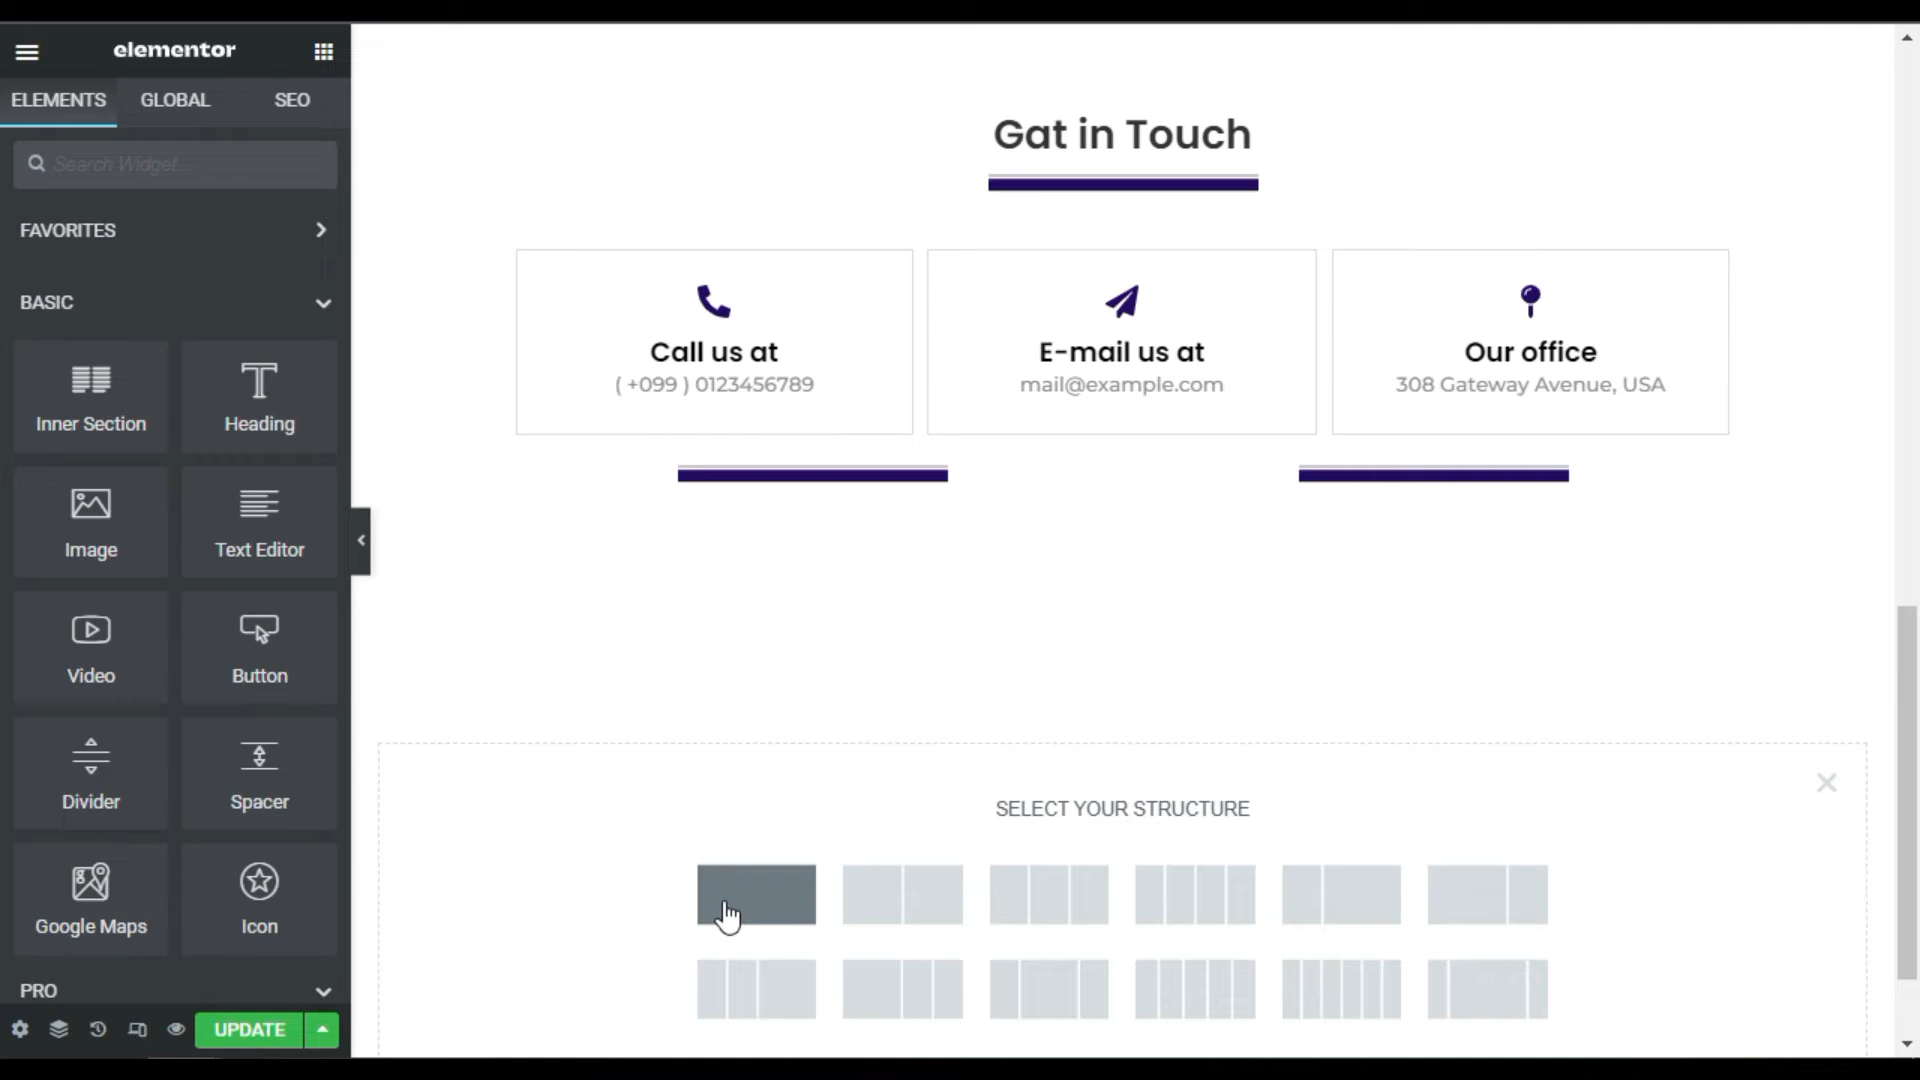 elementor
ELEMENTS GLOBAL SEO
Search Widget...
FAVORITES
BASIC
Inner Section Heading
Image Text Editor
Video Button
Divider Spacer
Google Maps Icon
PRO
UPDATE
Gat in Touch
Call us at
( +099 ) 0123456789
E-mail us at
mail@example.com
Our office
308 Gateway Avenue, USA
SELECT YOUR STRUCTURE